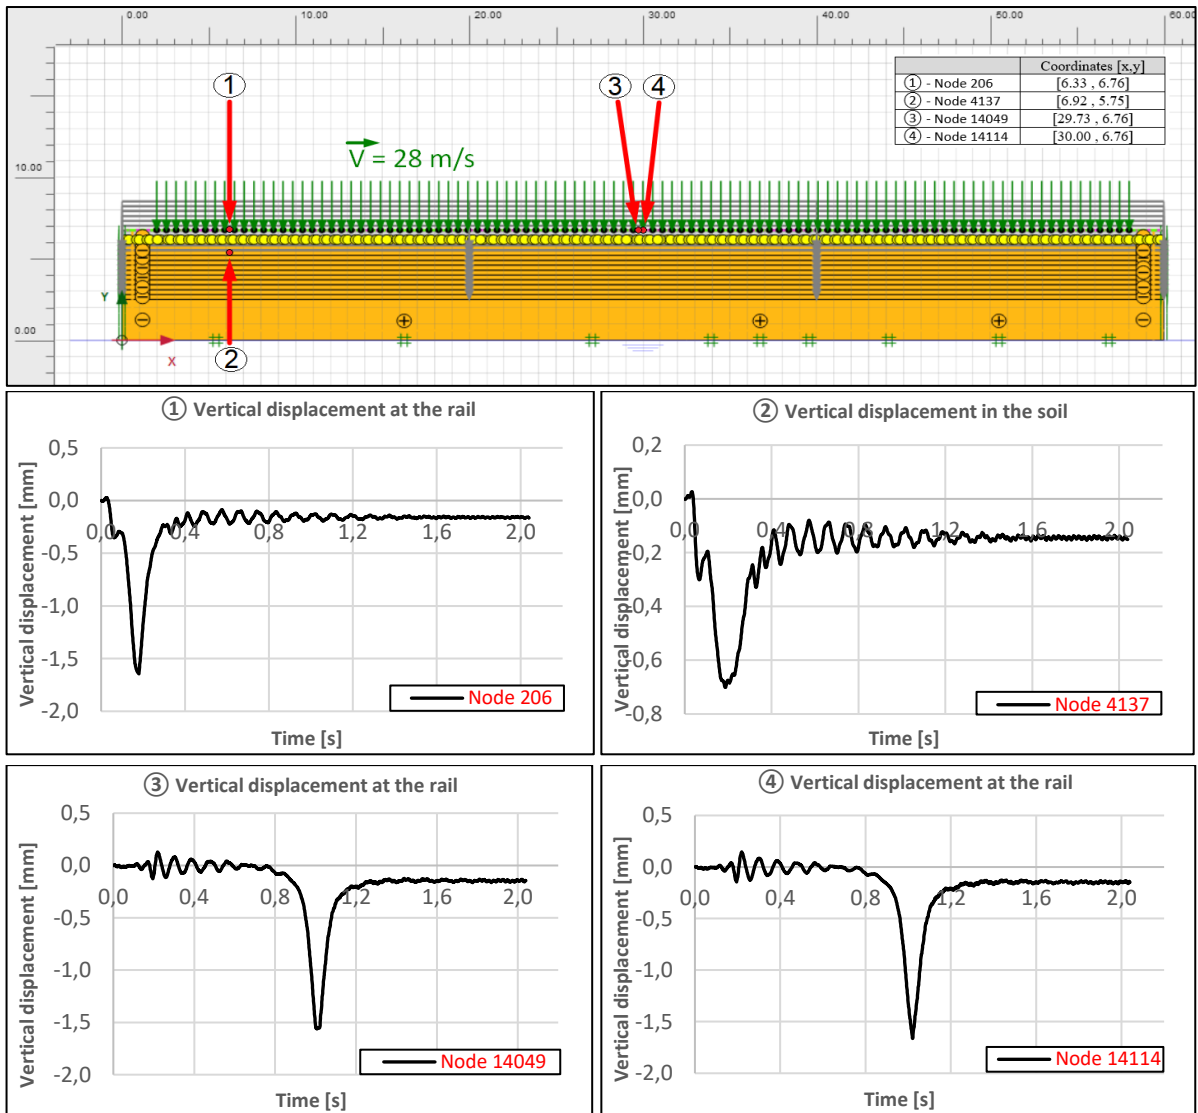 0.00 10.00 20.00 30.00 40.00 50.00 60.00
Coordinates [x,y]
① - Node 206 [6.33 , 6.76]
② - Node 4137 [6.92 , 5.75]
③ - Node 14049 [29.73 , 6.76]
④ - Node 14114 [30.00 , 6.76]
1
3
4
V = 28 m/s
10.00
Y
0.00
X
2
① Vertical displacement at the rail
Vertical displacement [mm]
0,5
0,0
-0,5
-1,0
-1,5
-2,0
0,0 0,4 0,8 1,2 1,6 2,0
Node 206
Time [s]
② Vertical displacement in the soil
Vertical displacement [mm]
0,2
0,0
-0,2
-0,4
-0,6
-0,8
0,0 0,4 0,8 1,2 1,6 2,0
Node 4137
Time [s]
③ Vertical displacement at the rail
Vertical displacement [mm]
0,5
0,0
-0,5
-1,0
-1,5
-2,0
0,0 0,4 0,8 1,2 1,6 2,0
Node 14049
Time [s]
④ Vertical displacement at the rail
Vertical displacement [mm]
0,5
0,0
-0,5
-1,0
-1,5
-2,0
0,0 0,4 0,8 1,2 1,6 2,0
Node 14114
Time [s]